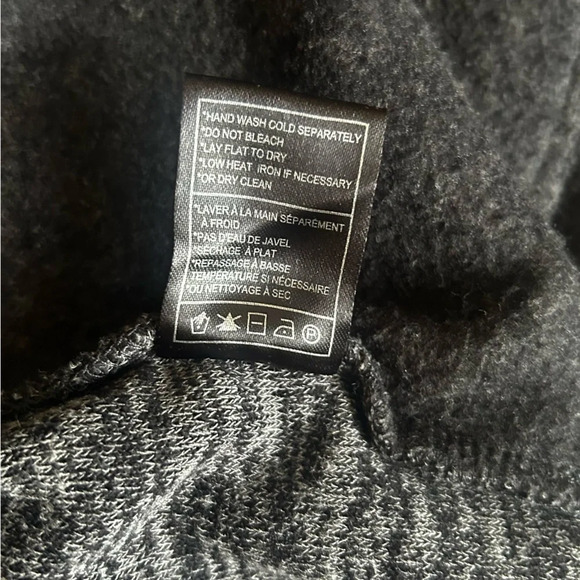 *HAND WASH COLD SEPARATELY
*DO NOT BLEACH
*LAY FLAT TO DRY
*LOW HEAT IRON IF NECESSARY
*OR DRY CLEAN
*LAVER À LA MAIN SÉPARÉMENT
À FROID
*PAS D'EAU DE JAVEL
*SÉCHAGE À PLAT
*REPASSAGE À BASSE
TEMPÉRATURE SI NÉCESSAIRE
*OU NETTOYAGE À SEC
P